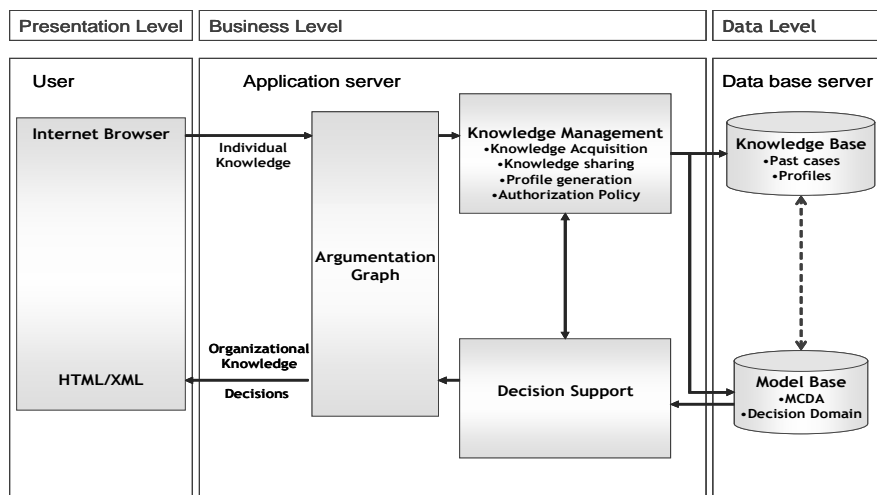 Presentation Level
Business Level
Data Level
User
Application server
Data base server
Internet Browser
Individual
Knowledge
Argumentation
Graph
Knowledge Management
•Knowledge Acquisition
•Knowledge sharing
•Profile generation
•Authorization Policy
Knowledge Base
•Past cases
•Profiles
Organizational
Knowledge
Decisions
HTML/XML
Decision Support
Model Base
•MCDA
•Decision Domain